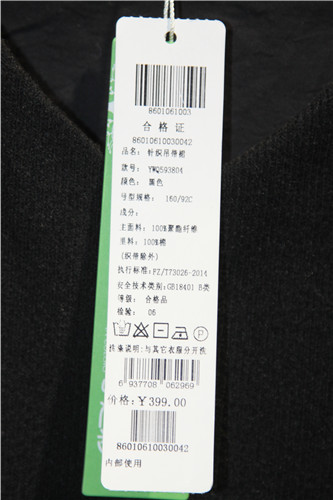 8601061003
合格证
86010610030042
品名：针织吊带裙
款号：YWQ593804
颜色：黑色
号型规格：160/92C
成分：
主面料：100%聚酯纤维
里料：100%棉
(织带除外)
执行标准：FZ/T73026-2014
安全技术类别：GB18401 B类
等级：合格品
检验：06
P
洗涤说明：与其它衣服分开洗
6 937708 062969
价格：￥399.00
86010610030042
内部使用